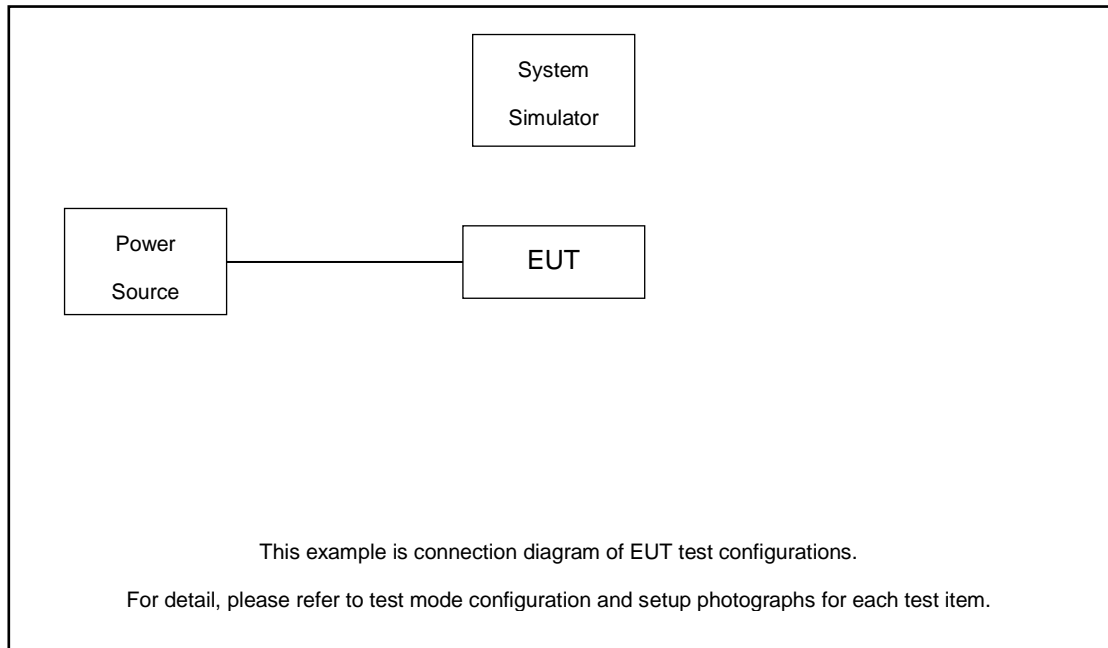 System
Simulator
Power
Source
EUT
This example is connection diagram of EUT test configurations.
For detail, please refer to test mode configuration and setup photographs for each test item.